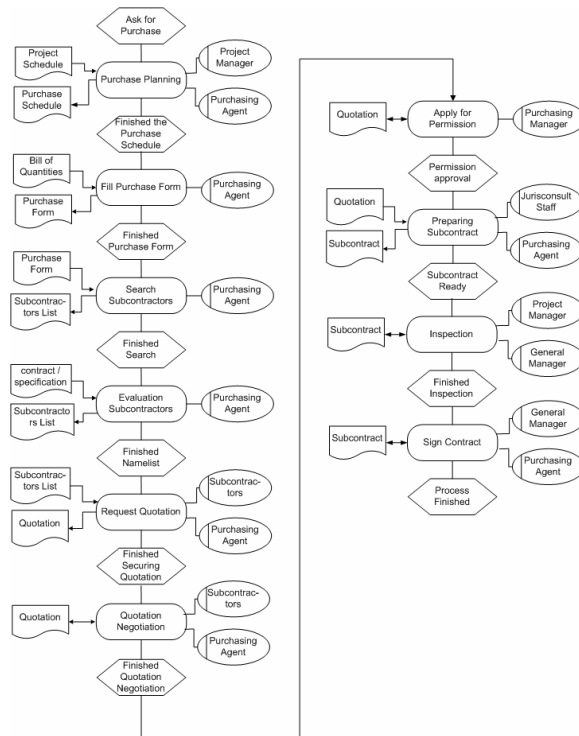 Ask for
Purchase
Project
Schedule
Purchase
Schedule
Purchase Planning
Project
Manager
Purchasing
Agent
Finished the
Purchase
Schedule
Bill of
Quantities
Purchase
Form
Fill Purchase Form
Purchasing
Agent
Finished
Purchase Form
Purchase
Form
Subcontrac-
tors List
Search
Subcontractors
Purchasing
Agent
Finished
Search
contract /
specification
Subcontracto
rs List
Evaluation
Subcontractors
Purchasing
Agent
Finished
Namelist
Subcontrac-
tors List
Quotation
Request Quotation
Subcontrac-
tors
Purchasing
Agent
Finished
Securing
Quotation
Quotation
Quotation
Negotiation
Subcontrac-
tors
Purchasing
Agent
Finished
Quotation
Negotiation
Quotation
Apply for
Permission
Purchasing
Manager
Permission
approval
Quotation
Subcontract
Preparing
Subcontract
Jurisconsult
Staff
Purchasing
Agent
Subcontract
Ready
Subcontract
Inspection
Project
Manager
General
Manager
Finished
Inspection
Subcontract
Sign Contract
General
Manager
Purchasing
Agent
Process
Finished